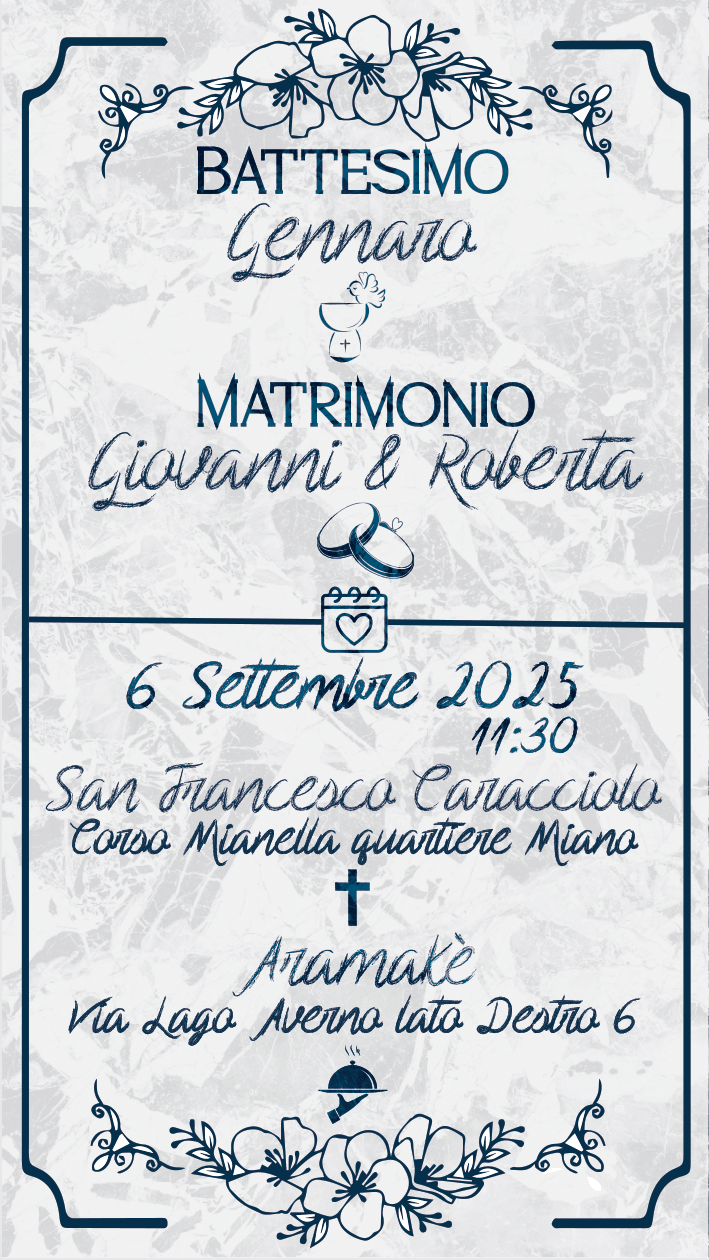 BATTESIMO
Gennaro
MATRIMONIO
Giovanni & Roberta
6 Settembre 2025
11:30
San Francesco Caracciolo
Corso Mianella quartiere Miano
Aramakè
Via Lago Averno lato Destro 6